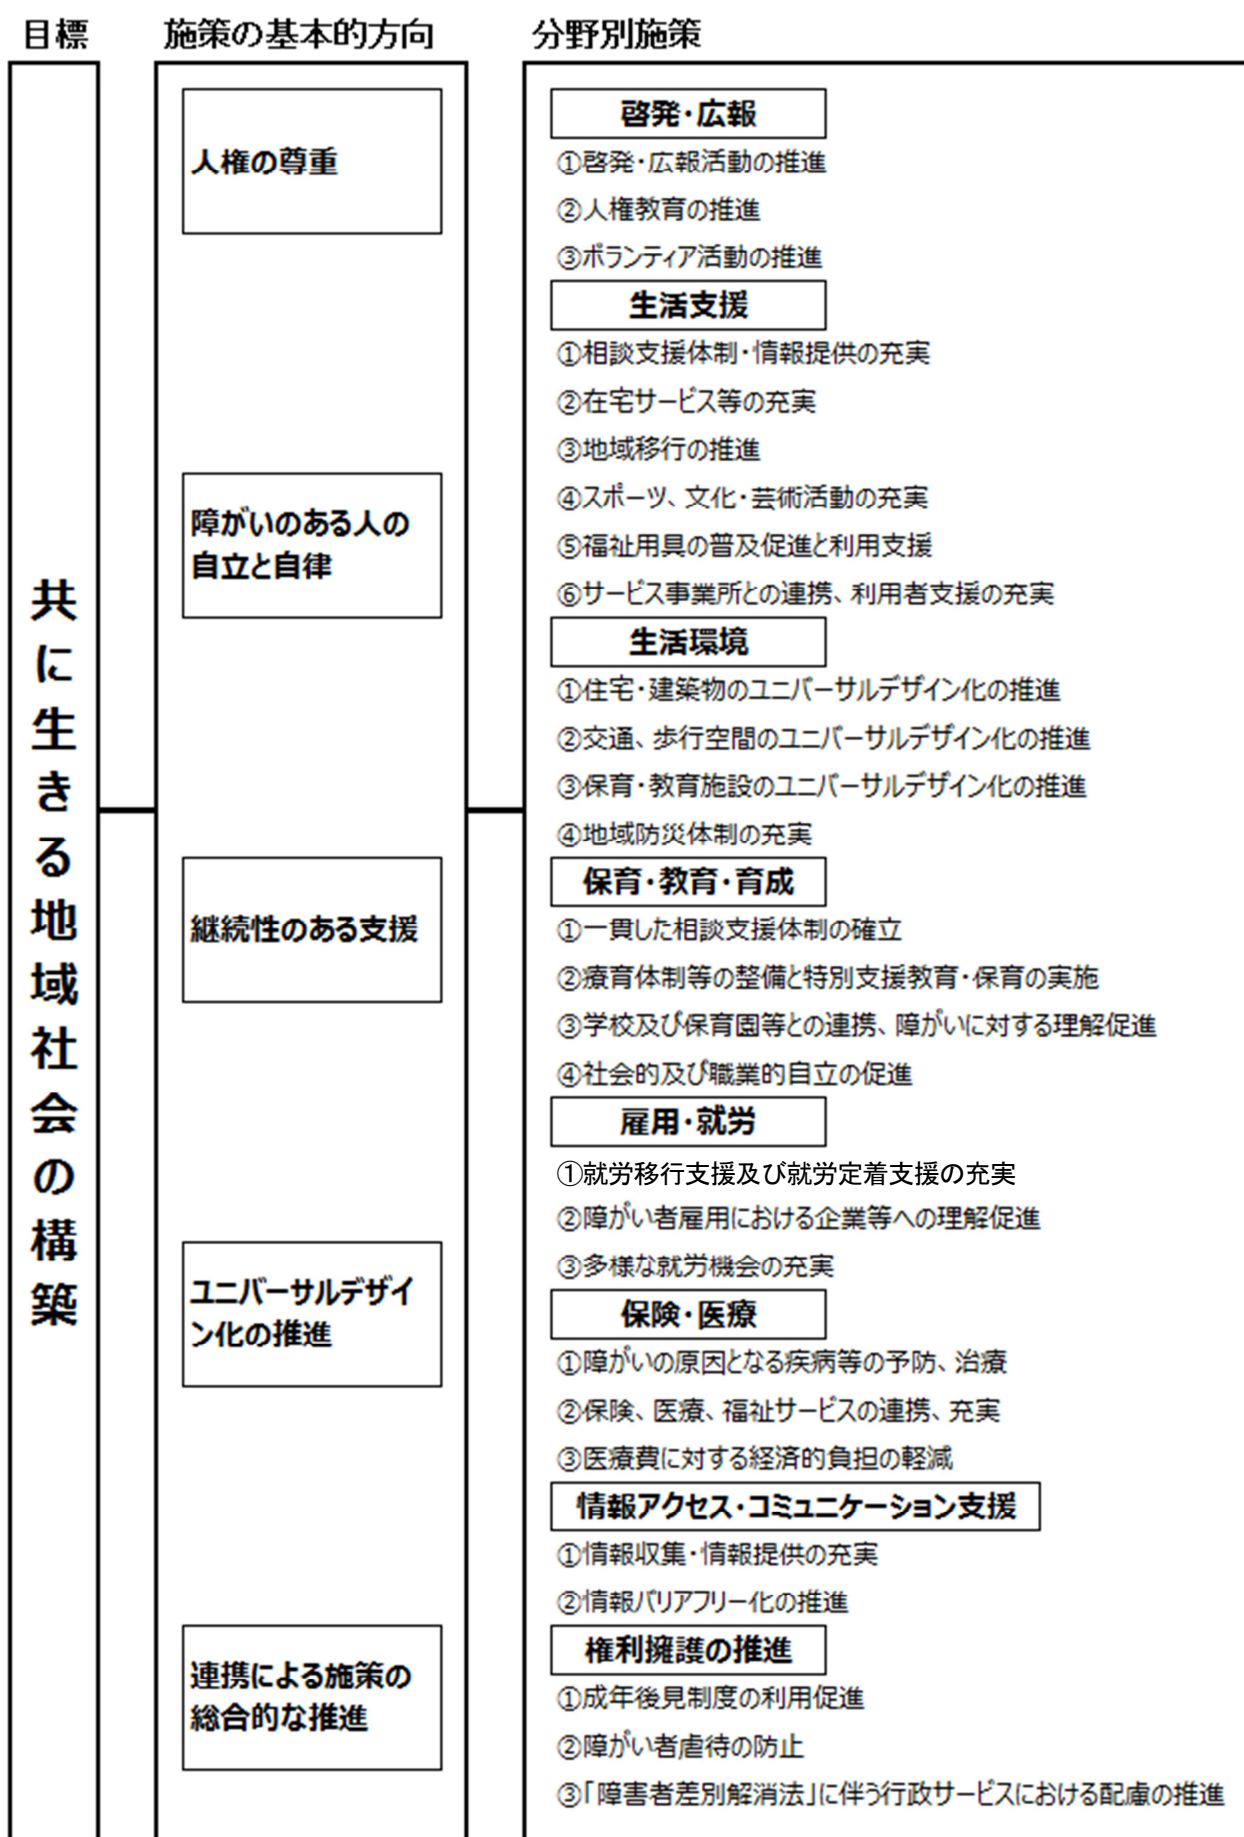 目標
施策の基本的方向
分野別施策
共に生きる地域社会の構築
人権の尊重
障がいのある人の
自立と自律
継続性のある支援
ユニバーサルデザイ
ン化の推進
連携による施策の
総合的な推進
啓発・広報
①啓発・広報活動の推進
②人権教育の推進
③ボランティア活動の推進
生活支援
①相談支援体制・情報提供の充実
②在宅サービス等の充実
③地域移行の推進
④スポーツ、文化・芸術活動の充実
⑤福祉用具の普及促進と利用支援
⑥サービス事業所との連携、利用者支援の充実
生活環境
①住宅・建築物のユニバーサルデザイン化の推進
②交通、歩行空間のユニバーサルデザイン化の推進
③保育・教育施設のユニバーサルデザイン化の推進
④地域防災体制の充実
保育・教育・育成
①一貫した相談支援体制の確立
②療育体制等の整備と特別支援教育・保育の実施
③学校及び保育園等との連携、障がいに対する理解促進
④社会的及び職業的自立の促進
雇用・就労
①就労移行支援及び就労定着支援の充実
②障がい者雇用における企業等への理解促進
③多様な就労機会の充実
保険・医療
①障がいの原因となる疾病等の予防、治療
②保険、医療、福祉サービスの連携、充実
③医療費に対する経済的負担の軽減
情報アクセス・コミュニケーション支援
①情報収集・情報提供の充実
②情報バリアフリー化の推進
権利擁護の推進
①成年後見制度の利用促進
②障がい者虐待の防止
③「障害者差別解消法」に伴う行政サービスにおける配慮の推進